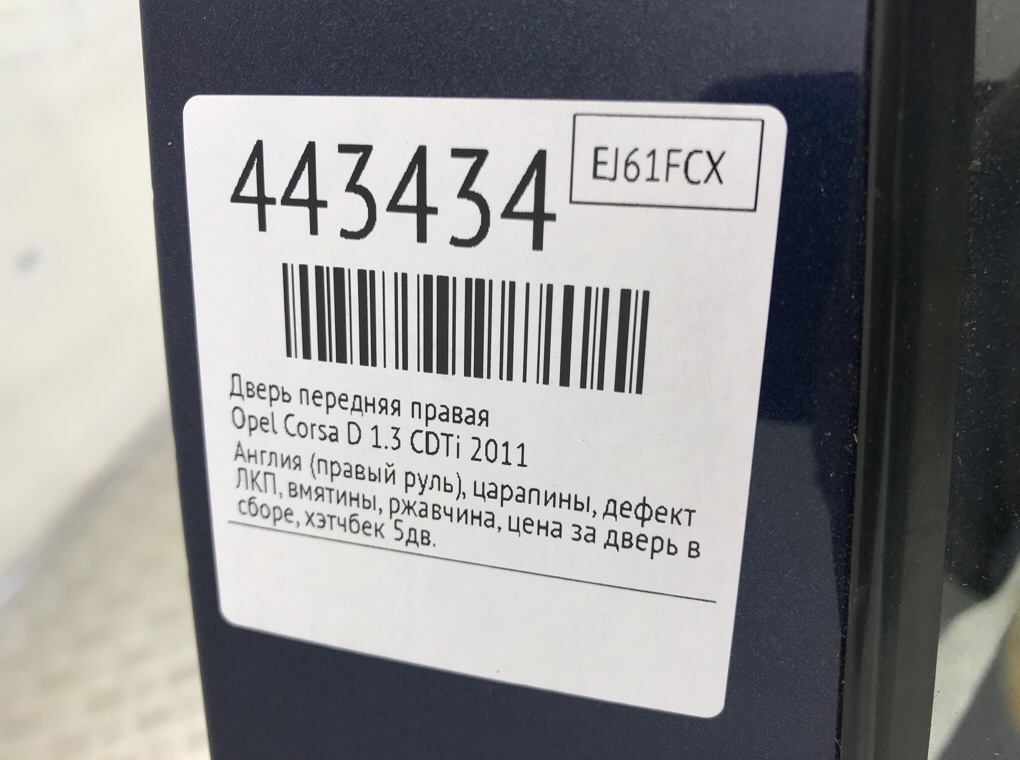 443434
EJ61FCX
Дверь передняя правая
Opel Corsa D 1.3 CDTi 2011
Англия (правый руль), царапины, дефект
ЛКП, вмятины, ржавчина, цена за дверь в
сборе, хэтчбек 5дв.